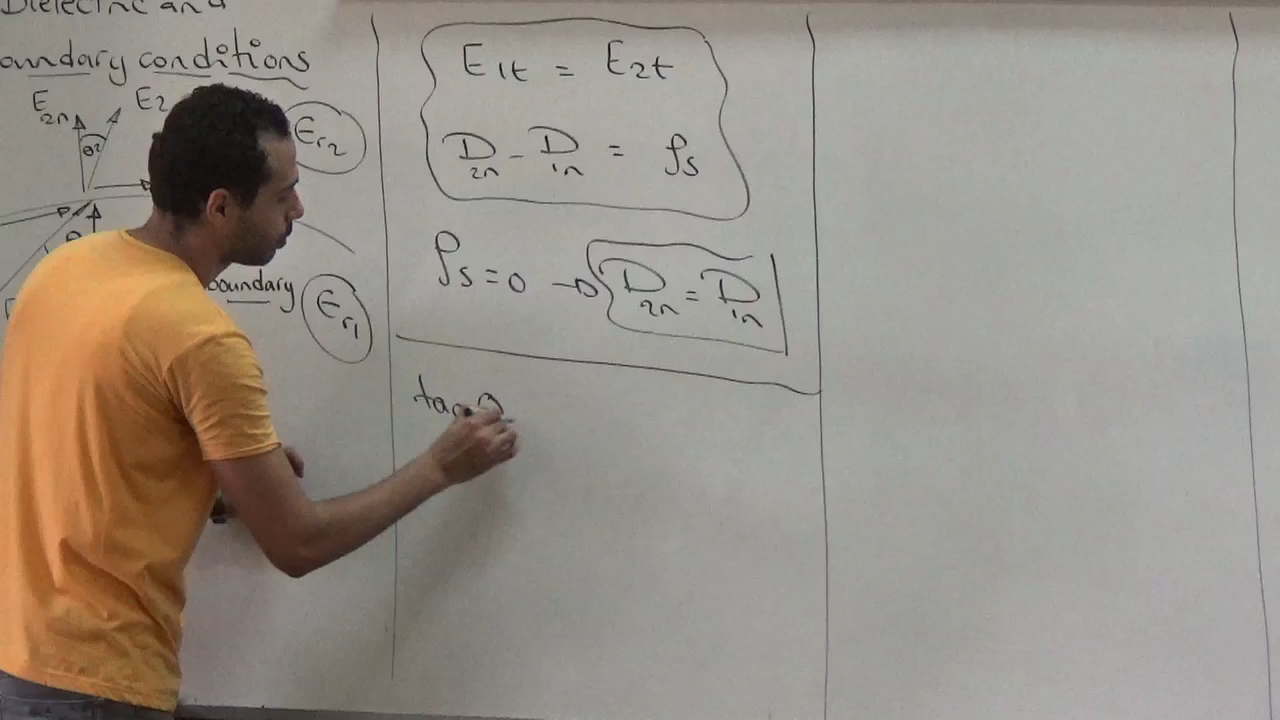 Dielectric and
oundary conditions
E2n E2
θ2
Er2
θ
boundary
Er1
E1t = E2t
D2n - D1n = ρs
ρs = 0 → D2n = D1n
tan θ